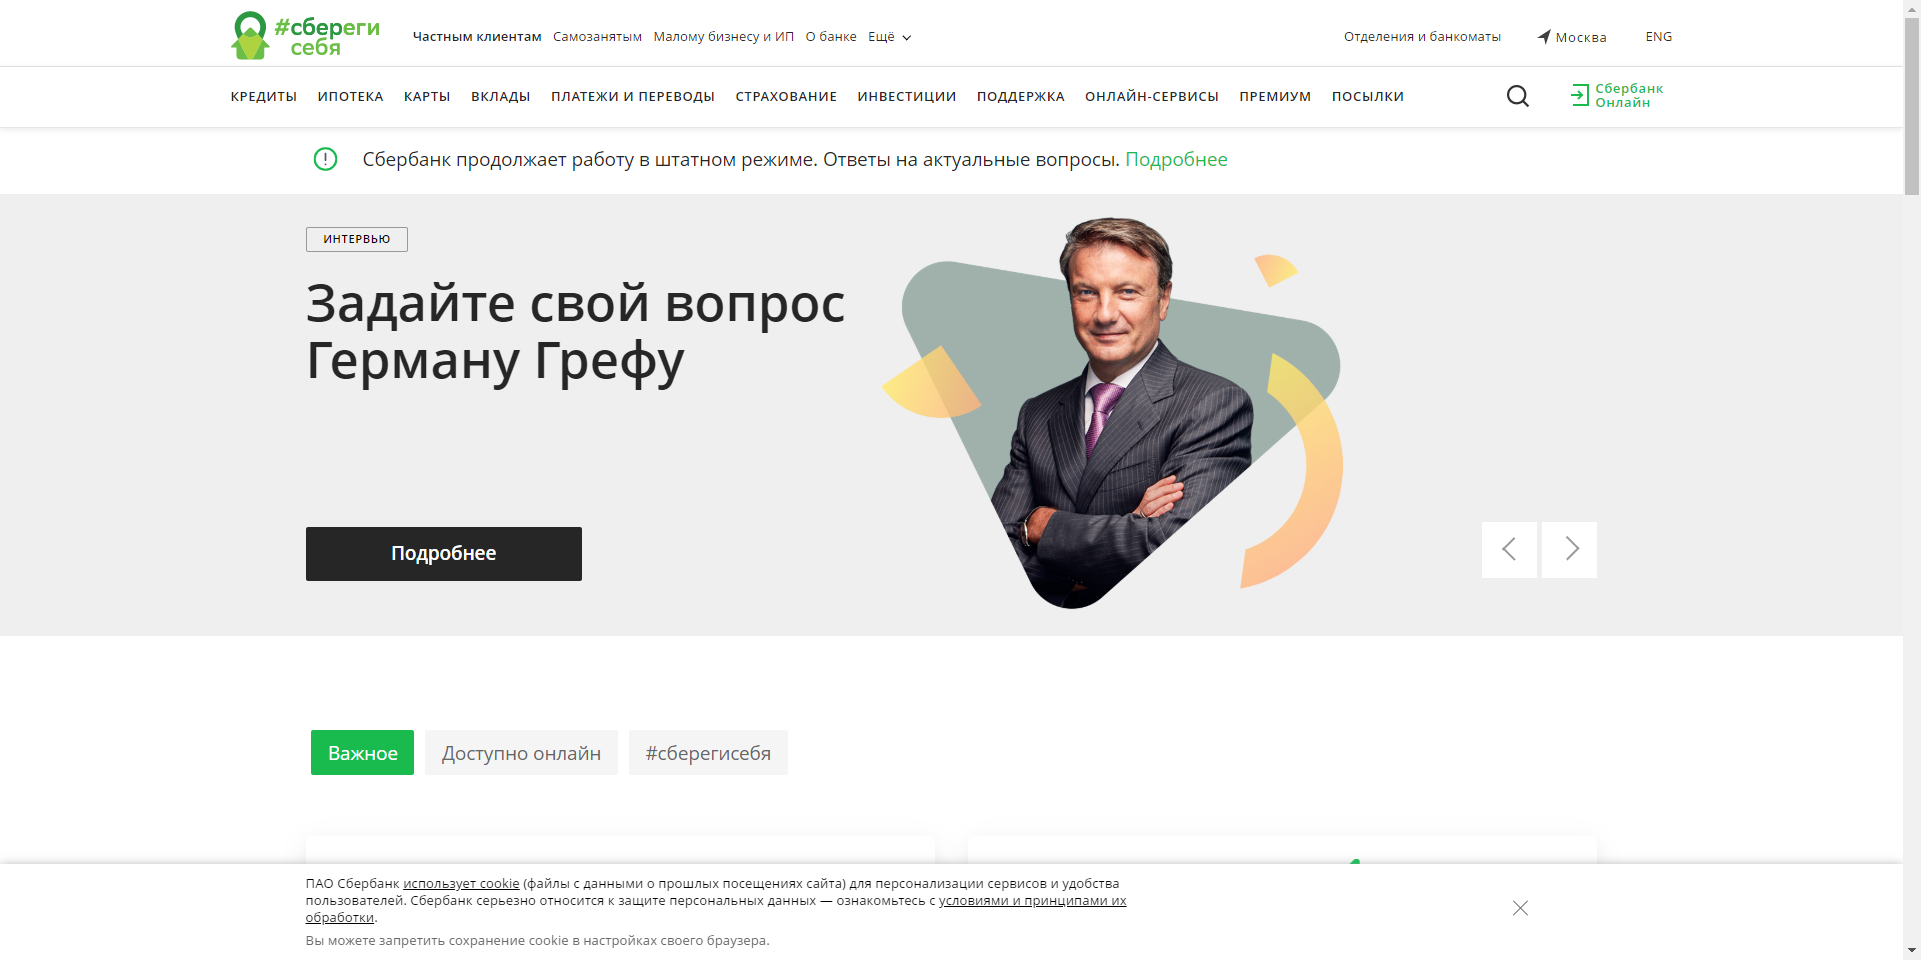 #сбереги
себя
Частным клиентам Самозанятым Малому бизнесу и ИП О банке Ещё
Отделения и банкоматы Москва ENG
КРЕДИТЫ ИПОТЕКА КАРТЫ ВКЛАДЫ ПЛАТЕЖИ И ПЕРЕВОДЫ СТРАХОВАНИЕ ИНВЕСТИЦИИ ПОДДЕРЖКА ОНЛАЙН-СЕРВИСЫ ПРЕМИУМ ПОСЫЛКИ
Сбербанк
Онлайн
Сбербанк продолжает работу в штатном режиме. Ответы на актуальные вопросы. Подробнее
ИНТЕРВЬЮ
Задайте свой вопрос
Герману Грефу
Подробнее
Важное Доступно онлайн #сберегисебя
ПАО Сбербанк использует cookie (файлы с данными о прошлых посещениях сайта) для персонализации сервисов и удобства
пользователей. Сбербанк серьезно относится к защите персональных данных — ознакомьтесь с условиями и принципами их
обработки.
Вы можете запретить сохранение cookie в настройках своего браузера.